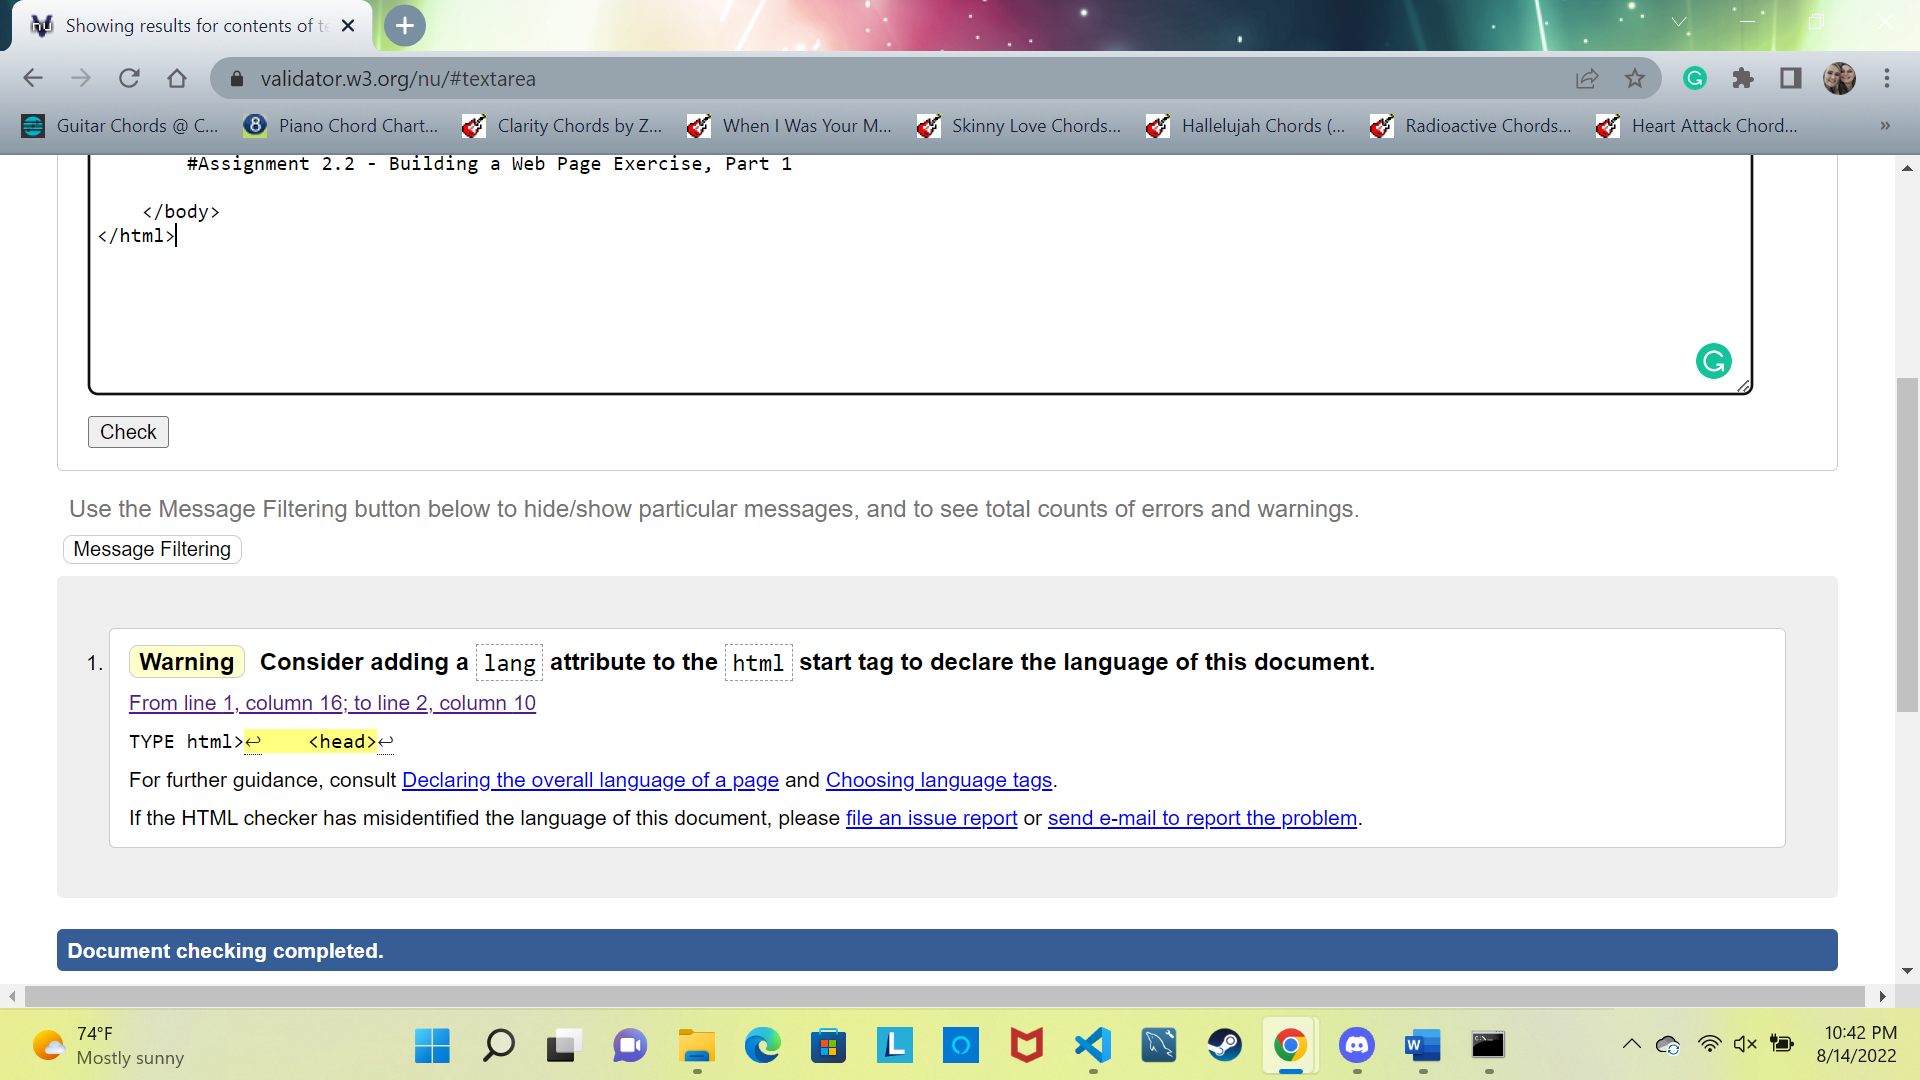 Showing results for contents of te
validator.w3.org/nu/#textarea
Guitar Chords @ C... Piano Chord Chart... Clarity Chords by Z... When I Was Your M... Skinny Love Chords... Hallelujah Chords (... Radioactive Chords... Heart Attack Chord... »
#Assignment 2.2 - Building a Web Page Exercise, Part 1
</body>
</html>
Check
Use the Message Filtering button below to hide/show particular messages, and to see total counts of errors and warnings.
Message Filtering
1. Warning Consider adding a lang attribute to the html start tag to declare the language of this document.
From line 1, column 16; to line 2, column 10
TYPE html>↩    <head>↩
For further guidance, consult Declaring the overall language of a page and Choosing language tags.
If the HTML checker has misidentified the language of this document, please file an issue report or send e-mail to report the problem.
Document checking completed.
74°F
Mostly sunny
10:42 PM
8/14/2022